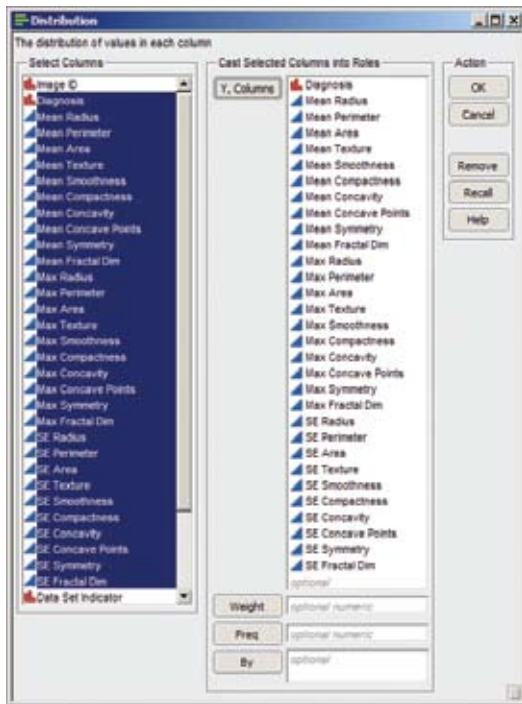 Distribution
The distribution of values in each column
Select Columns
Image ID
Diagnosis
Mean Radius
Mean Perimeter
Mean Area
Mean Texture
Mean Smoothness
Mean Compactness
Mean Concavity
Mean Concave Points
Mean Symmetry
Mean Fractal Dim
Max Radius
Max Perimeter
Max Area
Max Texture
Max Smoothness
Max Compactness
Max Concavity
Max Concave Points
Max Symmetry
Max Fractal Dim
SE Radius
SE Perimeter
SE Area
SE Texture
SE Smoothness
SE Compactness
SE Concavity
SE Concave Points
SE Symmetry
SE Fractal Dim
Data Set Indicator
Cast Selected Columns into Roles
Y, Columns
Diagnosis
Mean Radius
Mean Perimeter
Mean Area
Mean Texture
Mean Smoothness
Mean Compactness
Mean Concavity
Mean Concave Points
Mean Symmetry
Mean Fractal Dim
Max Radius
Max Perimeter
Max Area
Max Texture
Max Smoothness
Max Compactness
Max Concavity
Max Concave Points
Max Symmetry
Max Fractal Dim
SE Radius
SE Perimeter
SE Area
SE Texture
SE Smoothness
SE Compactness
SE Concavity
SE Concave Points
SE Symmetry
SE Fractal Dim
optional
Weight
optional numeric
Freq
optional numeric
By
optional
Action
OK
Cancel
Remove
Recall
Help